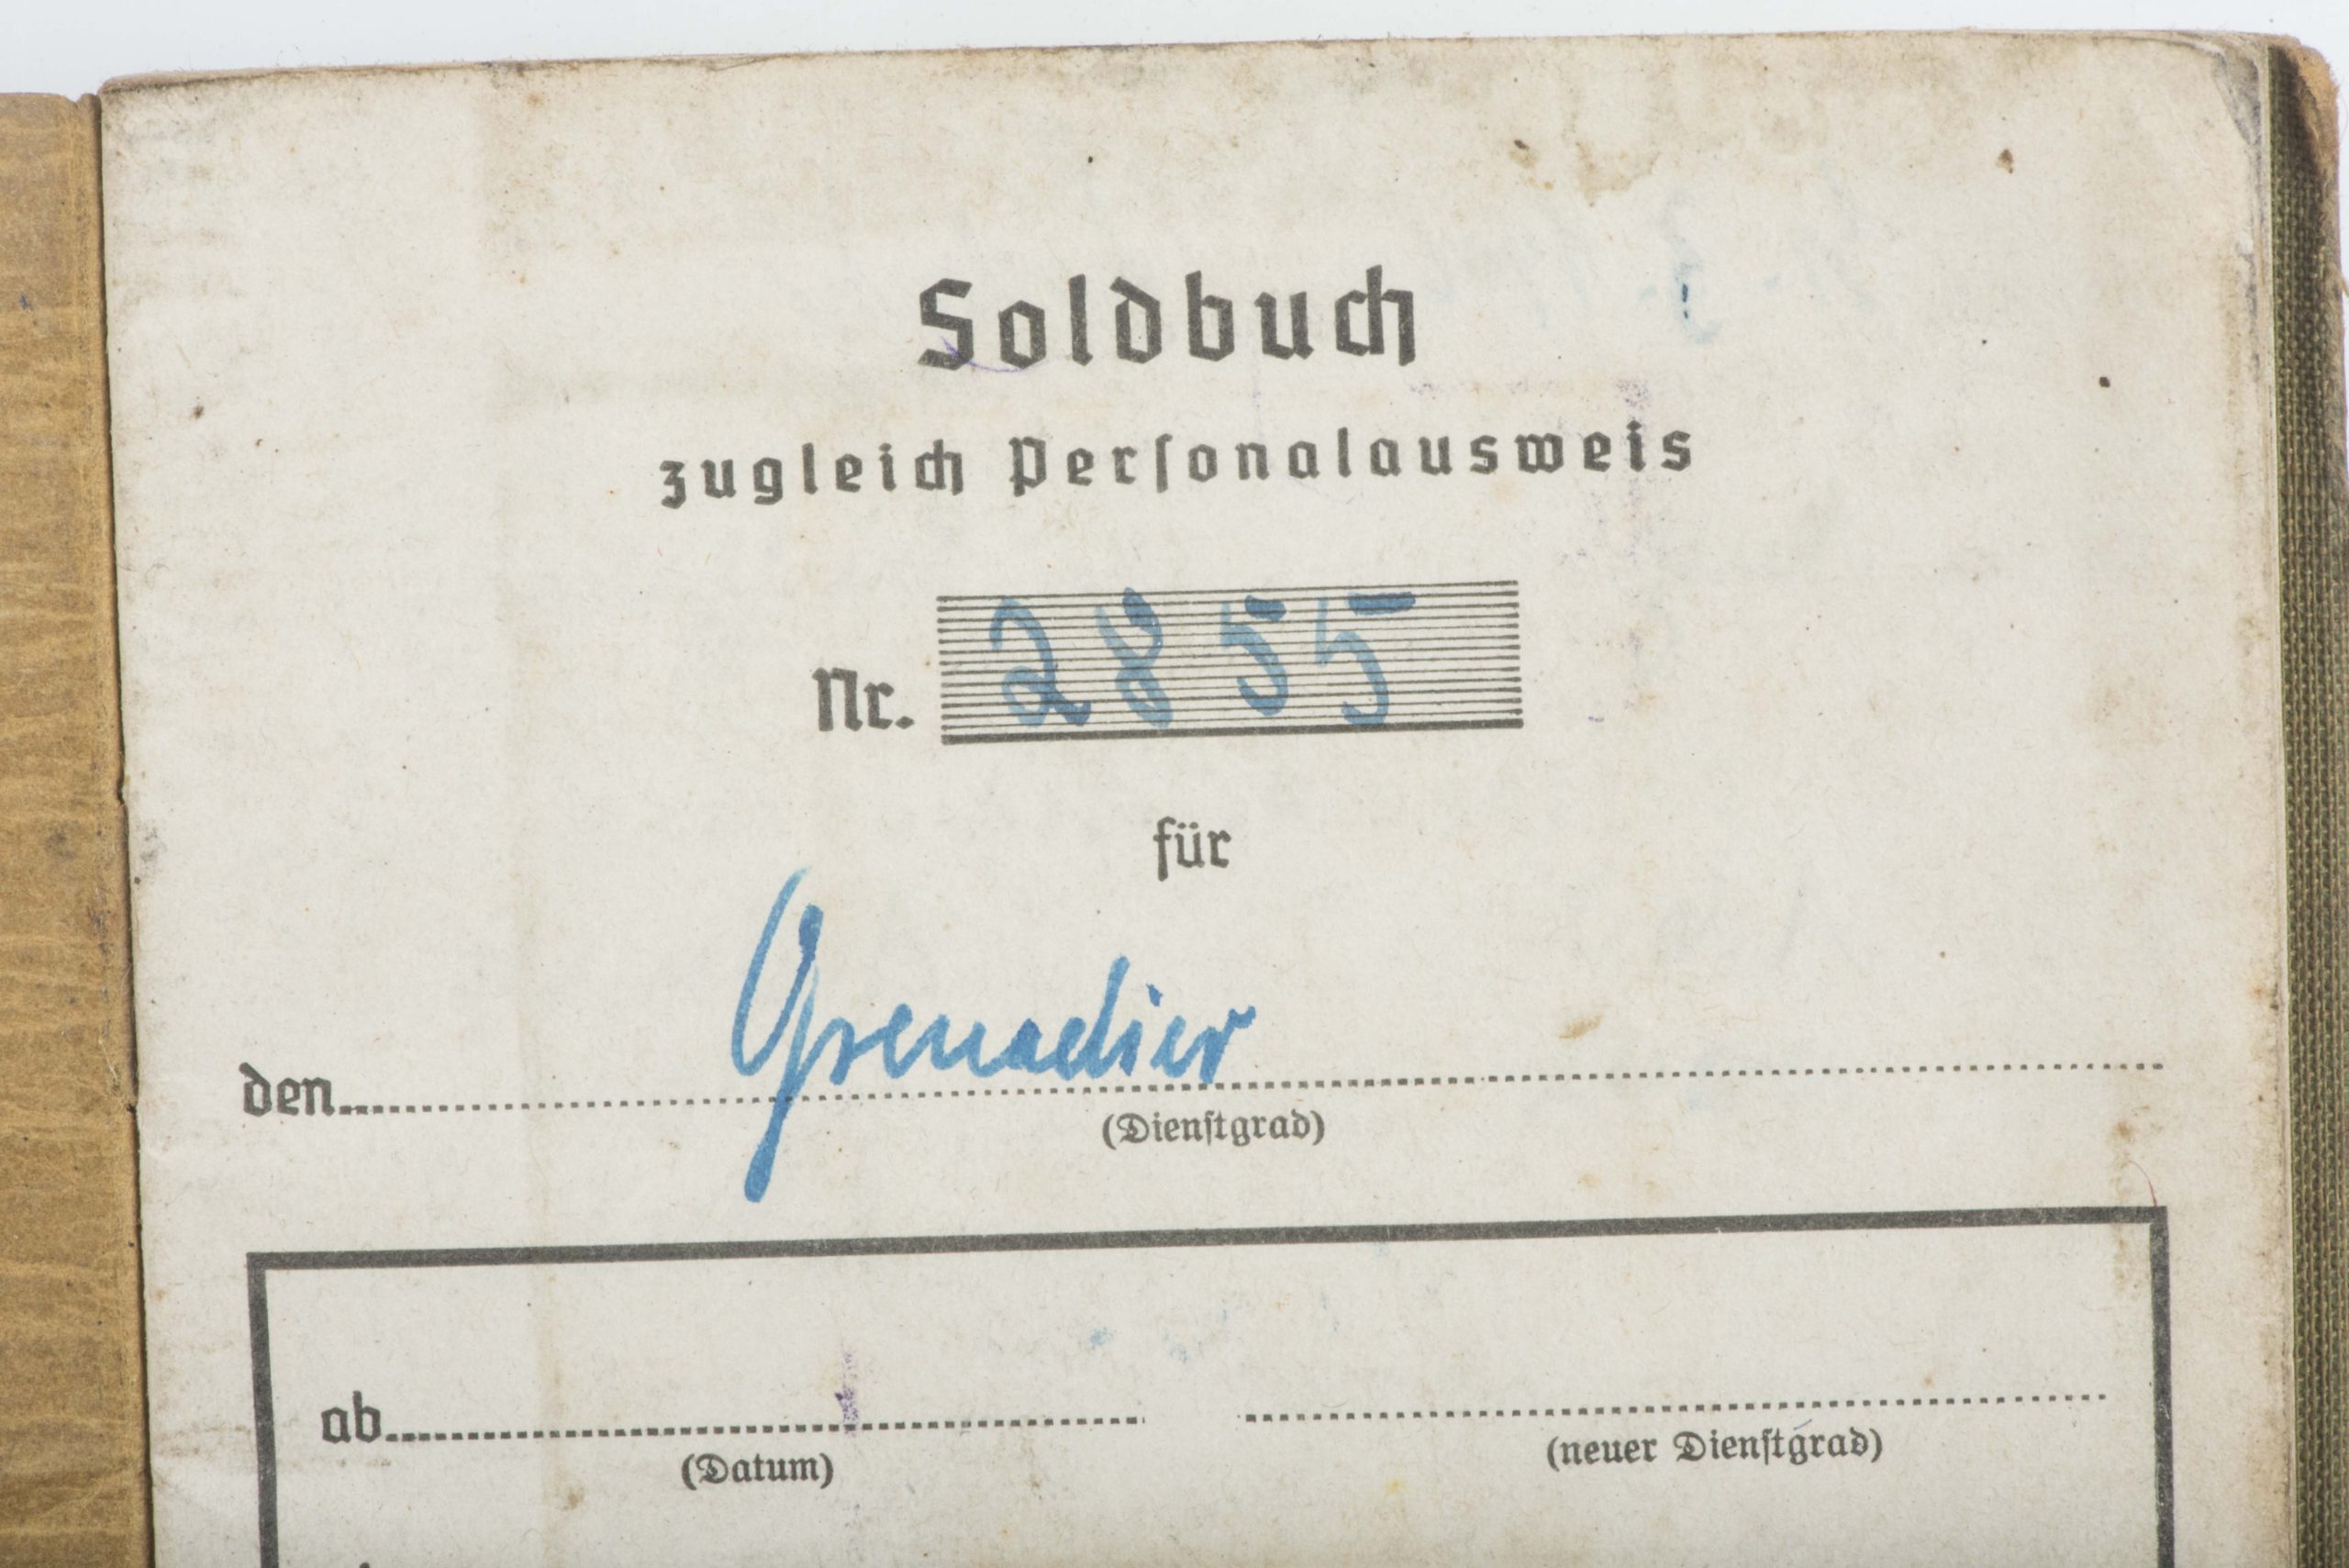 Soldbuch
zugleich Perſonalausweis
Nr. 2855
für
den Grenadier
(Dienſtgrad)
ab
(Datum) (neuer Dienſtgrad)